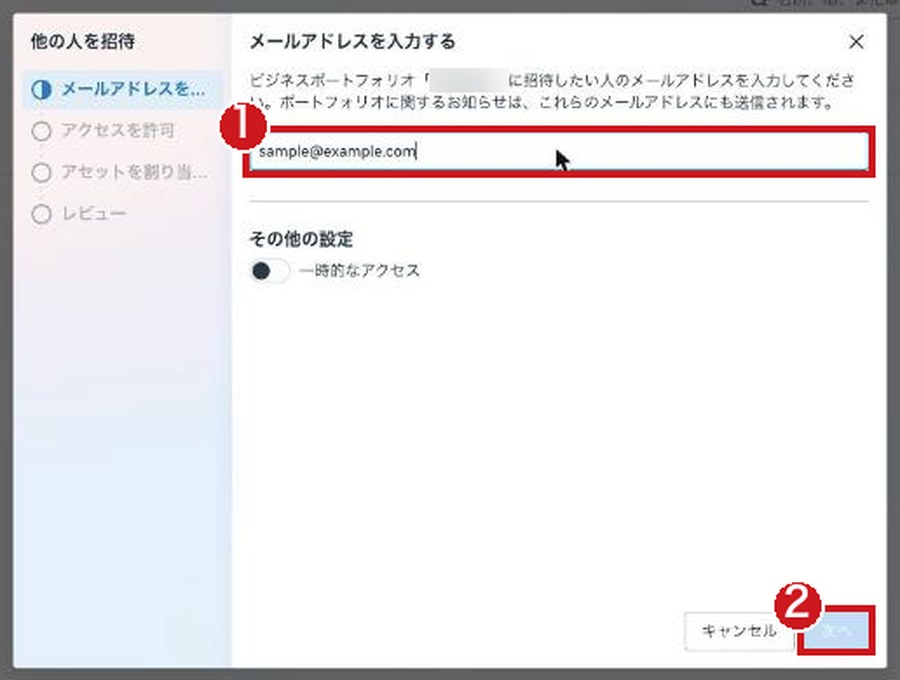 他の人を招待
メールアドレスを...
アクセスを許可
アセットを割り当...
レビュー
メールアドレスを入力する
ビジネスポートフォリオ「 に招待したい人のメールアドレスを入力してくださ
い。ポートフォリオに関するお知らせは、これらのメールアドレスにも送信されます。
1
sample@example.com
その他の設定
一時的なアクセス
2
キャンセル
次へ